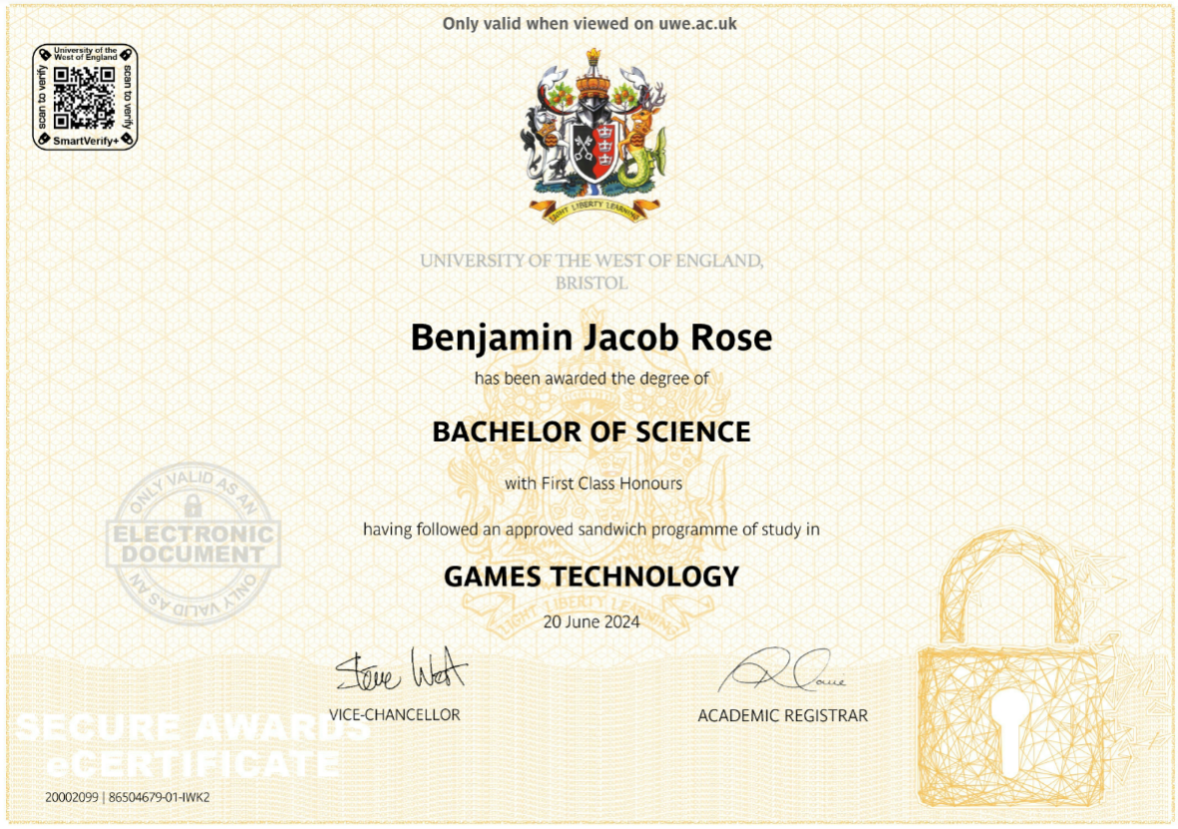 Only valid when viewed on uwe.ac.uk
University of the
West of England
scan to verify
scan to verify
SmartVerify+
LIGHT LIBERTY LEARNING
UNIVERSITY OF THE WEST OF ENGLAND,
BRISTOL
Benjamin Jacob Rose
has been awarded the degree of
BACHELOR OF SCIENCE
with First Class Honours
having followed an approved sandwich programme of study in
GAMES TECHNOLOGY
LIGHT LIBERTY LEARNING
20 June 2024
ONLY VALID AS AN
ELECTRONIC
DOCUMENT
ONLY VALID AS AN
Steve West
VICE-CHANCELLOR
ACADEMIC REGISTRAR
SECURE AWARDS
eCERTIFICATE
20002099 | 86504679-01-IWK2